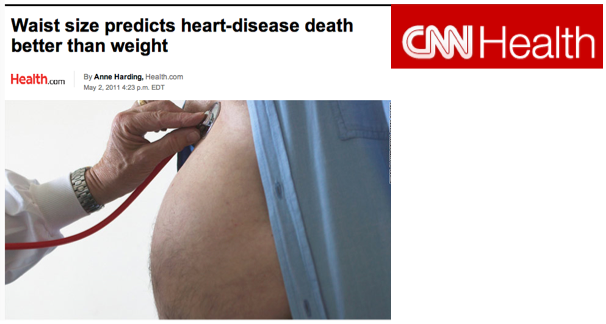 Waist size predicts heart-disease death
better than weight
CNN Health
Health.com
By Anne Harding, Health.com
May 2, 2011 4:23 p.m. EDT